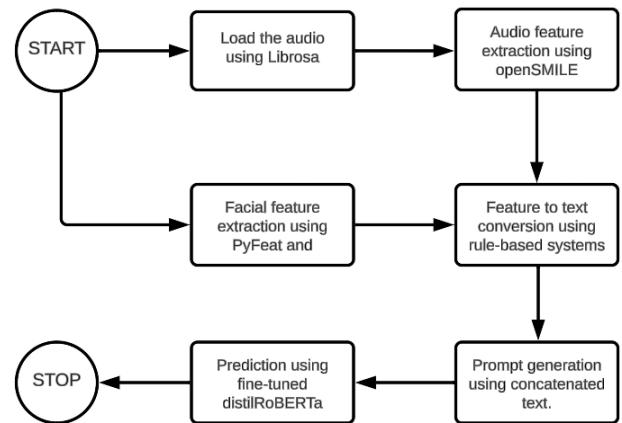 START
Load the audio
using Librosa
Audio feature
extraction using
openSMILE
Facial feature
extraction using
PyFeat and
Feature to text
conversion using
rule-based systems
STOP
Prediction using
fine-tuned
distilRoBERTa
Prompt generation
using concatenated
text.